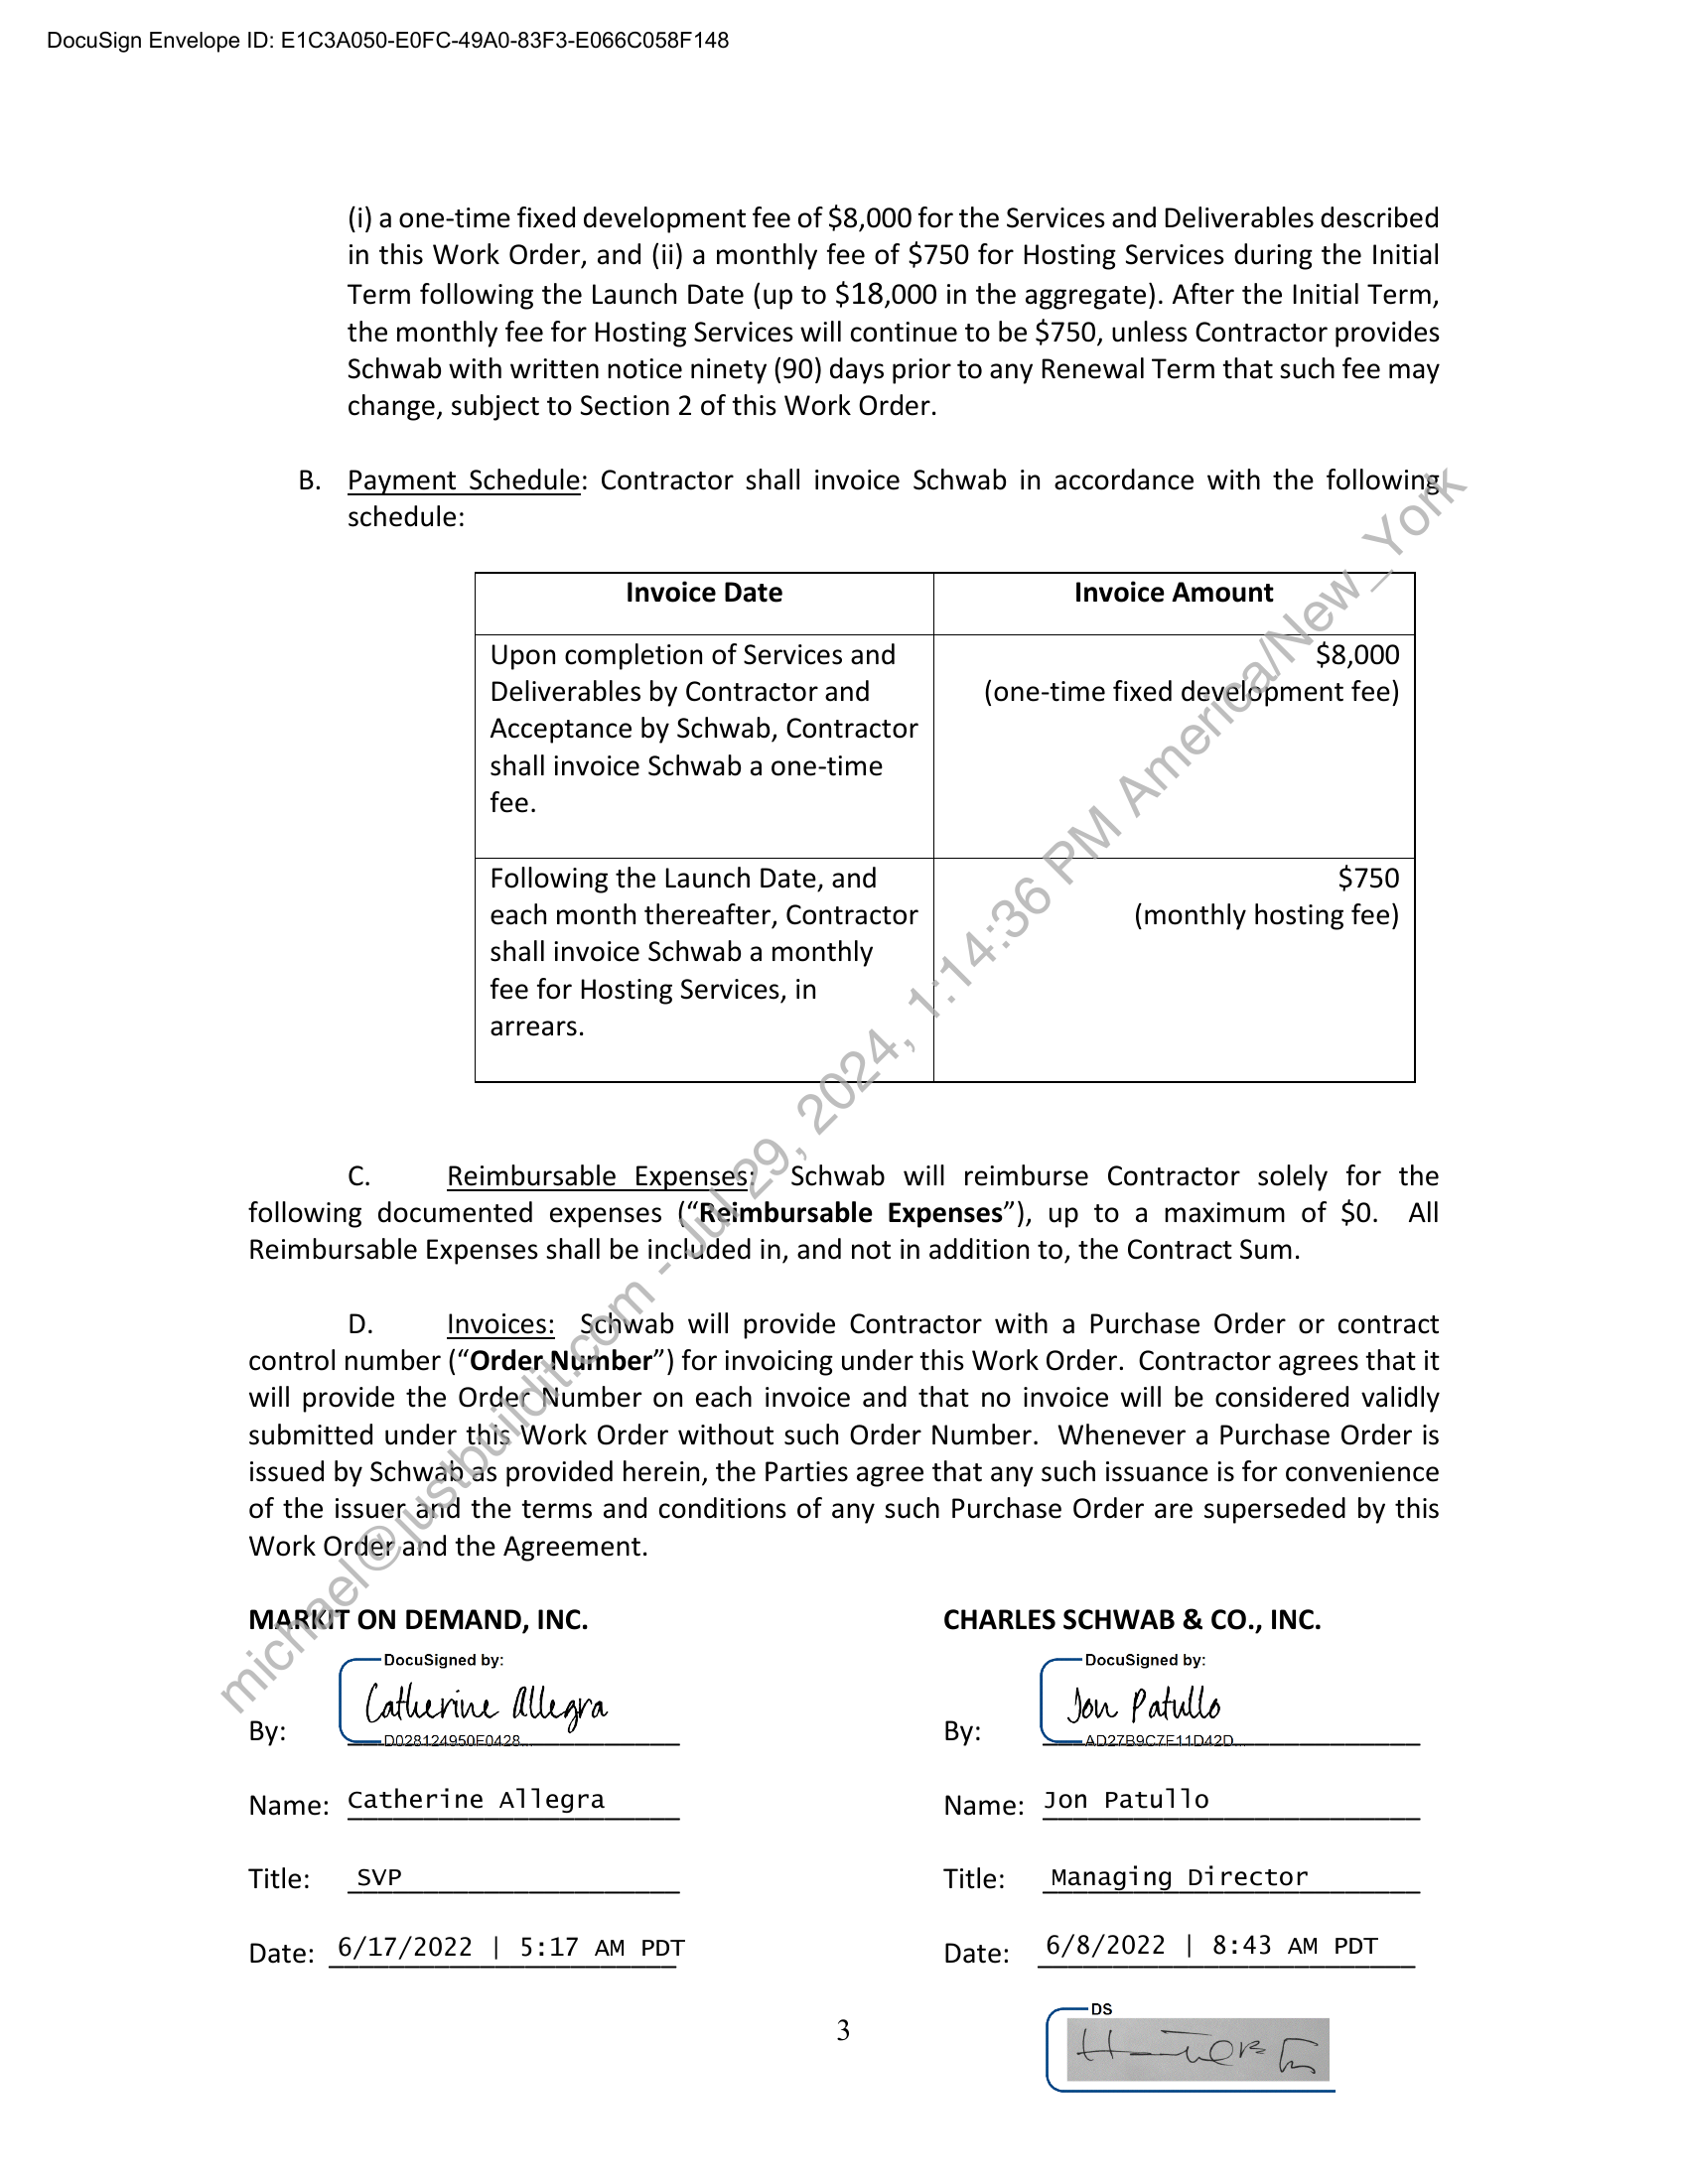 DocuSign Envelope ID: E1C3A050-E0FC-49A0-83F3-E066C058F148
(i) a one-time fixed development fee of $8,000 for the Services and Deliverables described
in this Work Order, and (ii) a monthly fee of $750 for Hosting Services during the Initial
Term following the Launch Date (up to $18,000 in the aggregate). After the Initial Term,
the monthly fee for Hosting Services will continue to be $750, unless Contractor provides
Schwab with written notice ninety (90) days prior to any Renewal Term that such fee may
change, subject to Section 2 of this Work Order.
B. Payment Schedule: Contractor shall invoice Schwab in accordance with the following
schedule:
Invoice Date Invoice Amount
Upon completion of Services and
Deliverables by Contractor and
Acceptance by Schwab, Contractor
shall invoice Schwab a one-time
fee.
$8,000
(one-time fixed development fee)
Following the Launch Date, and
each month thereafter, Contractor
shall invoice Schwab a monthly
fee for Hosting Services, in
arrears.
$750
(monthly hosting fee)
C. Reimbursable Expenses: Schwab will reimburse Contractor solely for the
following documented expenses (“Reimbursable Expenses”), up to a maximum of $0. All
Reimbursable Expenses shall be included in, and not in addition to, the Contract Sum.
D. Invoices: Schwab will provide Contractor with a Purchase Order or contract
control number (“Order Number”) for invoicing under this Work Order. Contractor agrees that it
will provide the Order Number on each invoice and that no invoice will be considered validly
submitted under this Work Order without such Order Number. Whenever a Purchase Order is
issued by Schwab as provided herein, the Parties agree that any such issuance is for convenience
of the issuer and the terms and conditions of any such Purchase Order are superseded by this
Work Order and the Agreement.
michael@justbuildit.com - Jul 29, 2024, 1:14:36 PM America/New_York
MARKIT ON DEMAND, INC.
DocuSigned by:
Catherine Allegra
By:
D028124950F0428...
Name: Catherine Allegra
Title: SVP
Date: 6/17/2022 | 5:17 AM PDT
CHARLES SCHWAB & CO., INC.
DocuSigned by:
Jon Patullo
By:
AD27B9C7F11D42D...
Name: Jon Patullo
Title: Managing Director
Date: 6/8/2022 | 8:43 AM PDT
3
DS